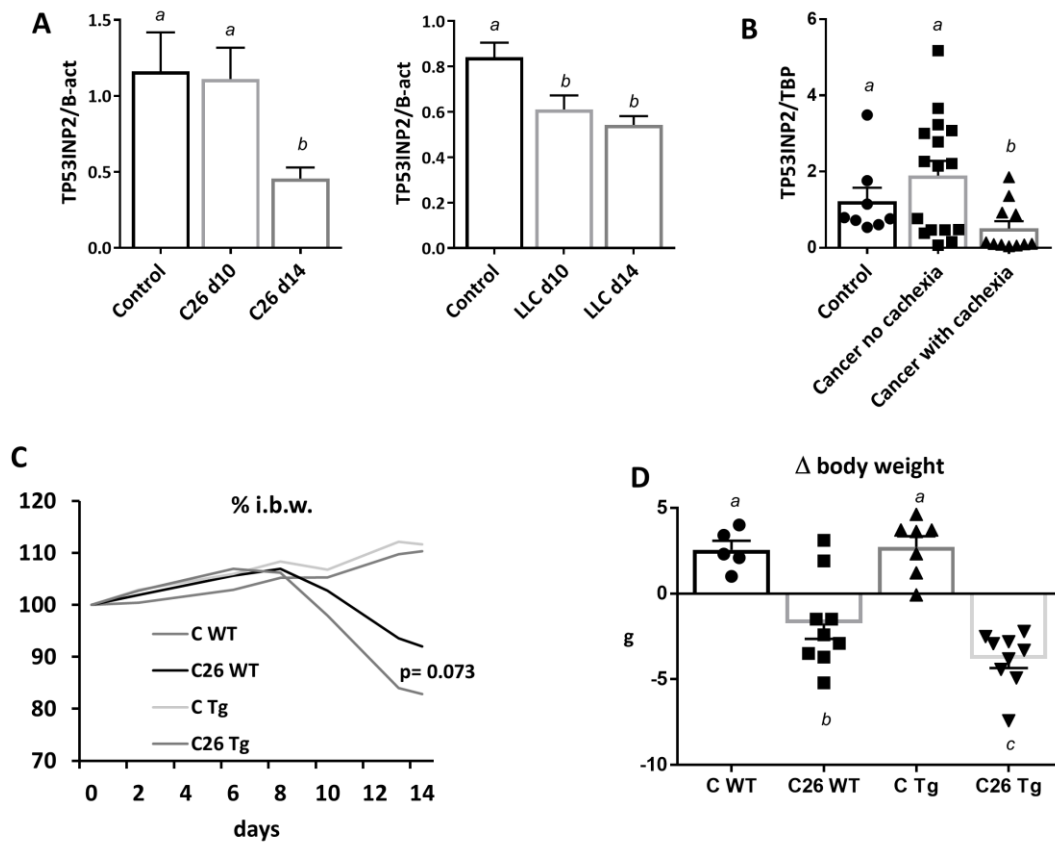 A
TP53INP2/B-act
1.5
1.0
0.5
0.0
a
a
b
Control
C26 d10
C26 d14
TP53INP2/B-act
1.0
0.8
0.6
0.4
0.2
0.0
a
b
b
Control
LLC d10
LLC d14
B
TP53INP2/TBP
6
4
2
0
a
b
Control
Cancer no cachexia
Cancer with cachexia
C
% i.b.w.
120
110
100
90
80
70
C WT
C26 WT
C Tg
C26 Tg
p= 0.073
0 2 4 6 8 10 12 14
days
D
Δ body weight
g
5
0
-5
-10
a
b
a
c
C WT C26 WT C Tg C26 Tg